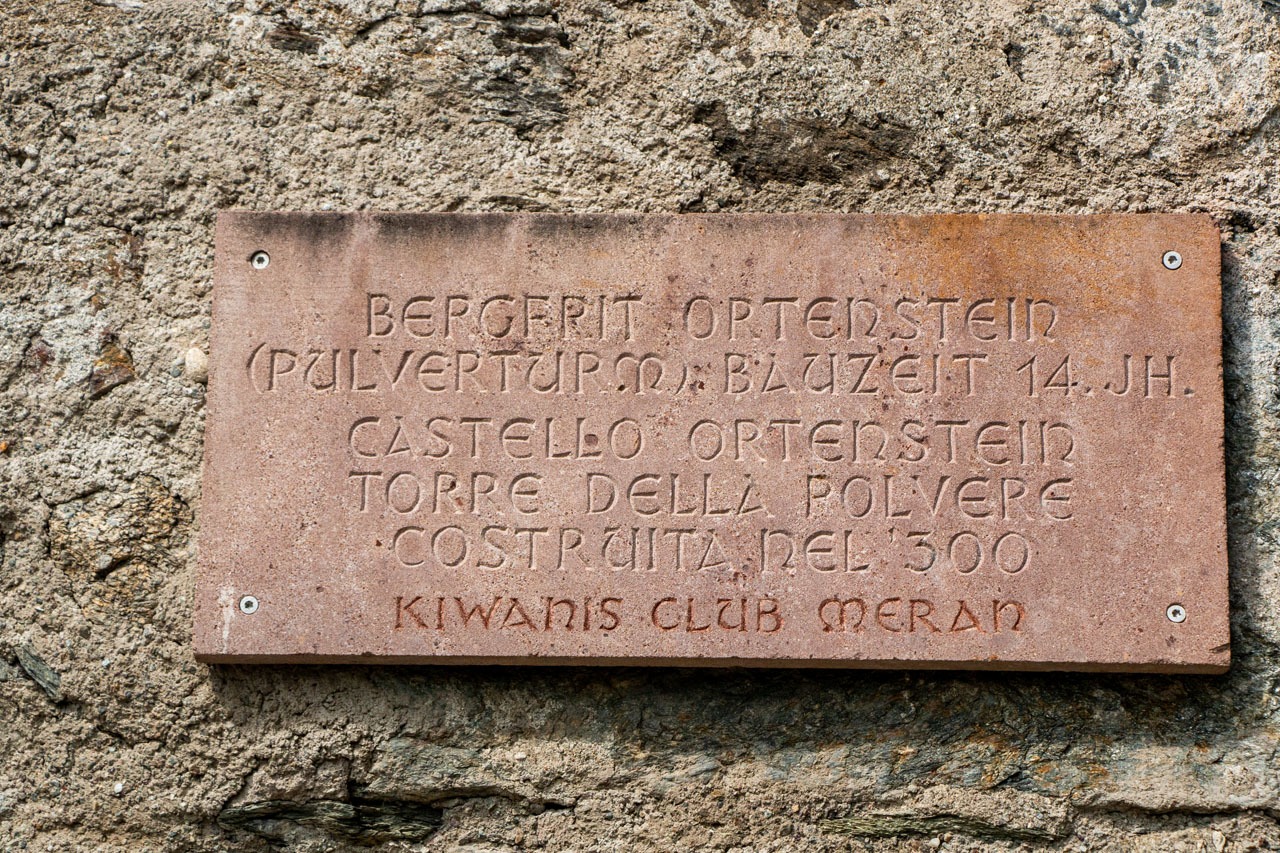 BERGFRIT ORTENSTEIN
(PULVERTURM) BAUZEIT 14. JH.
CASTELLO ORTENSTEIN
TORRE DELLA POLVERE
COSTRUITA NEL '300
KIWANIS CLUB MERAN